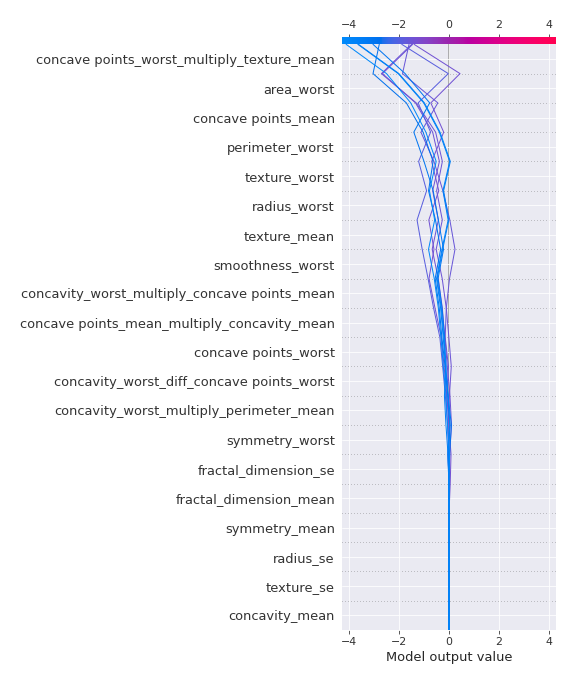 −4 −2 0 2 4
concave points_worst_multiply_texture_mean
area_worst
concave points_mean
perimeter_worst
texture_worst
radius_worst
texture_mean
smoothness_worst
concavity_worst_multiply_concave points_mean
concave points_mean_multiply_concavity_mean
concave points_worst
concavity_worst_diff_concave points_worst
concavity_worst_multiply_perimeter_mean
symmetry_worst
fractal_dimension_se
fractal_dimension_mean
symmetry_mean
radius_se
texture_se
concavity_mean
−4 −2 0 2 4
Model output value